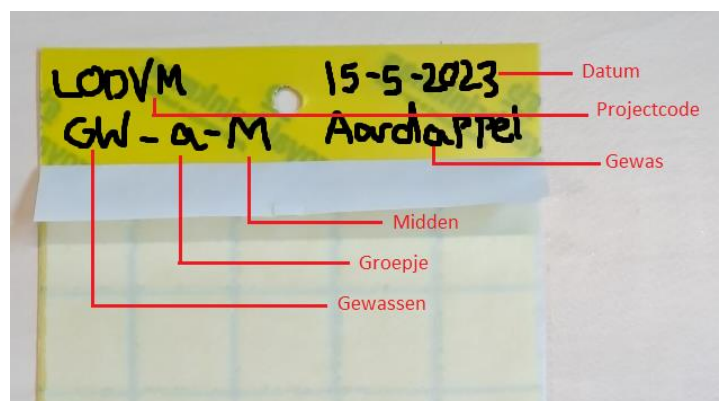 LODVM 15-5-2023
GW-a-M Aardappel
Datum
Projectcode
Gewas
Midden
Groepje
Gewassen